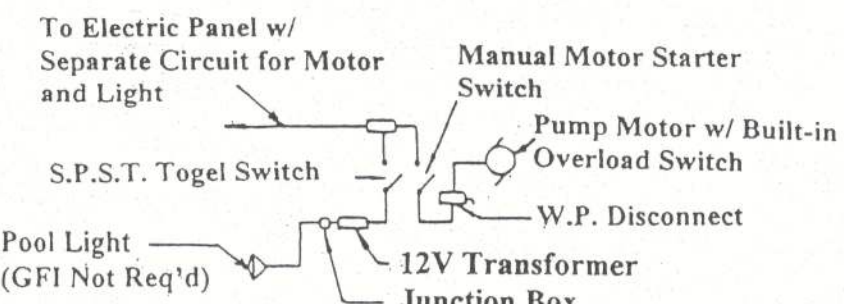 To Electric Panel w/
Separate Circuit for Motor
and Light
Manual Motor Starter
Switch
Pump Motor w/ Built-in
Overload Switch
S.P.S.T. Togel Switch
W.P. Disconnect
Pool Light
(GFI Not Req'd)
12V Transformer
Junction Box